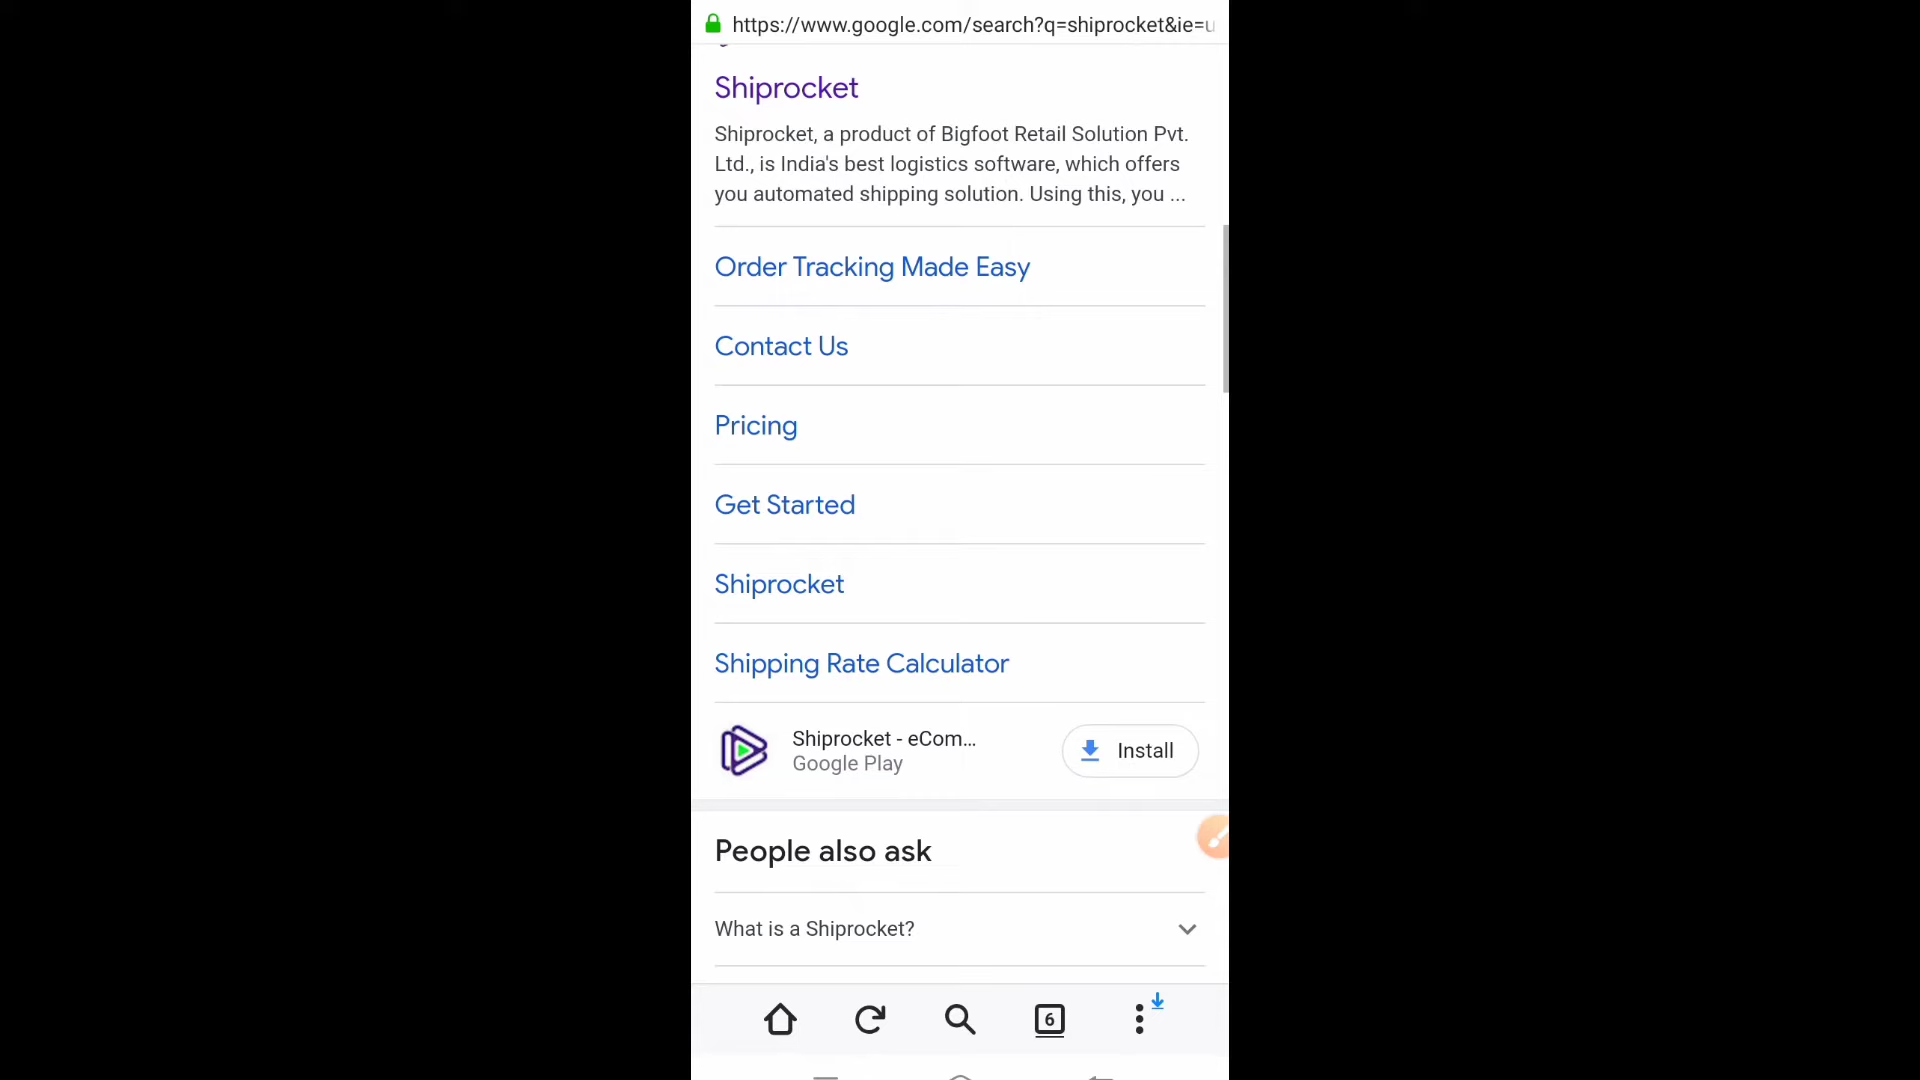 https://www.google.com/search?q=shiprocket&ie=u
Shiprocket
Shiprocket, a product of Bigfoot Retail Solution Pvt.
Ltd., is India's best logistics software, which offers
you automated shipping solution. Using this, you ...
Order Tracking Made Easy
Contact Us
Pricing
Get Started
Shiprocket
Shipping Rate Calculator
Shiprocket - eCom...
Google Play
Install
People also ask
What is a Shiprocket?
6